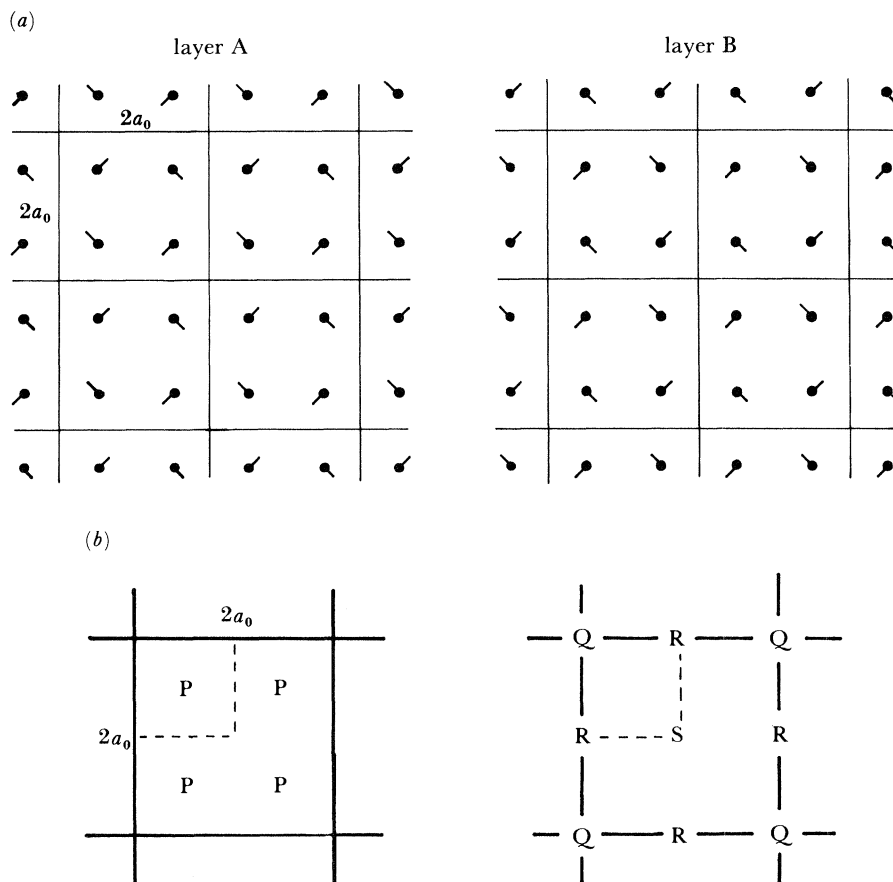 (a)
layer A layer B
2a₀
2a₀
(b)
2a₀
P P
2a₀
P P
Q R Q
R S R
Q R Q